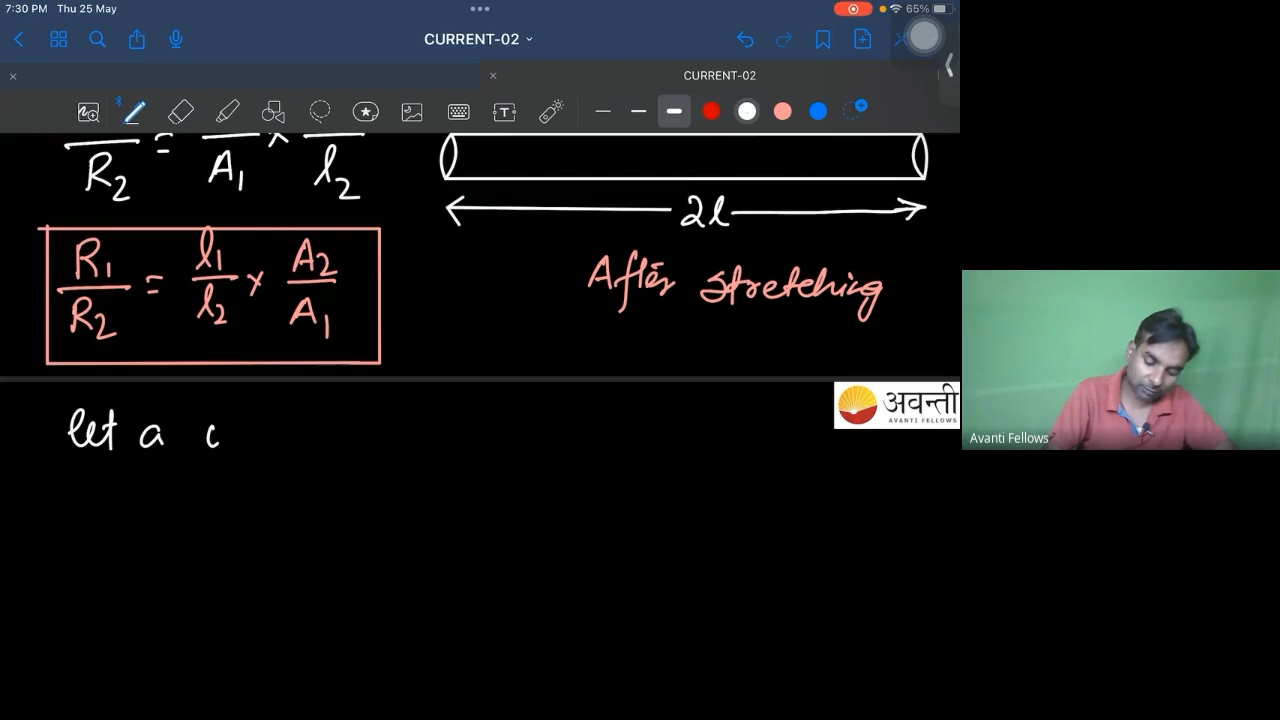 7:30 PM Thu 25 May
65%
CURRENT-02
CURRENT-02
R₂ = A₁ × l₂
2l
R₁/R₂ = l₁/l₂ × A₂/A₁
After stretching
अवन्ती
AVANTI FELLOWS
let a c
Avanti Fellows